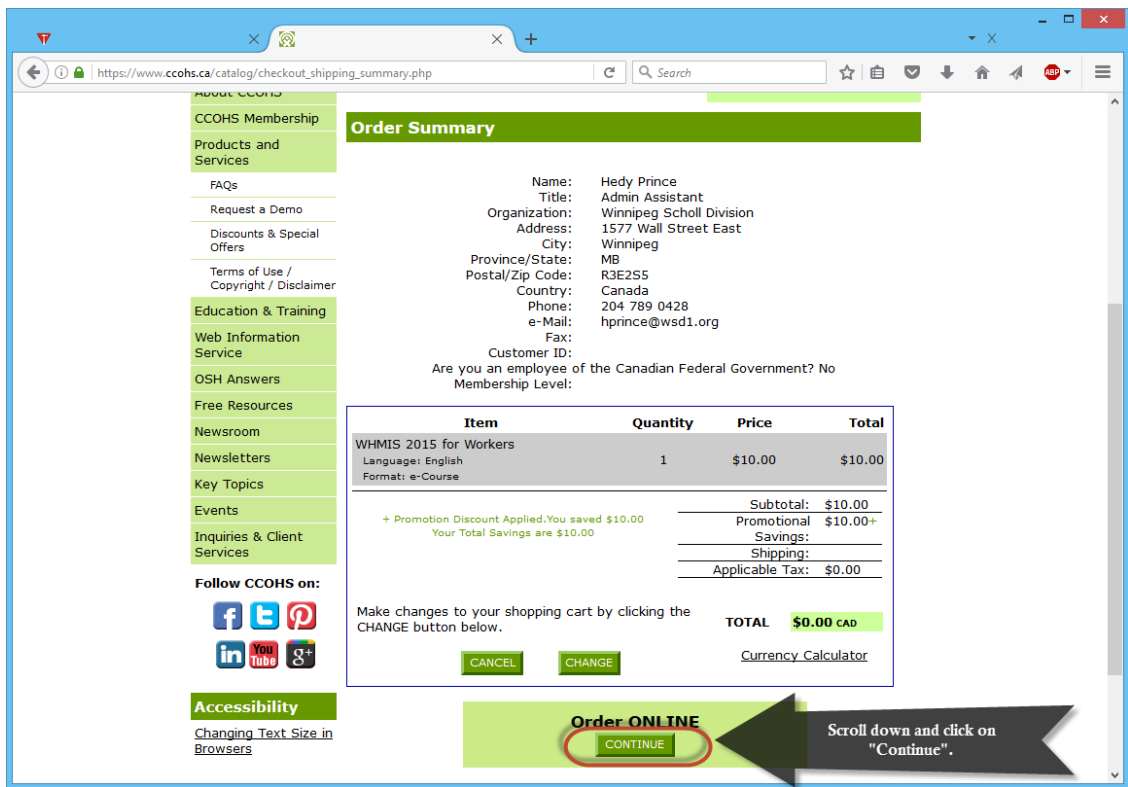 https://www.ccohs.ca/catalog/checkout_shipping_summary.php
Search
ABP
About CCOHS
CCOHS Membership
Products and
Services
FAQs
Request a Demo
Discounts & Special
Offers
Terms of Use /
Copyright / Disclaimer
Education & Training
Web Information
Service
OSH Answers
Free Resources
Newsroom
Newsletters
Key Topics
Events
Inquiries & Client
Services
Follow CCOHS on:
f t P
in You Tube g+
Accessibility
Changing Text Size in
Browsers
Order Summary
Name: Hedy Prince
Title: Admin Assistant
Organization: Winnipeg Scholl Division
Address: 1577 Wall Street East
City: Winnipeg
Province/State: MB
Postal/Zip Code: R3E2S5
Country: Canada
Phone: 204 789 0428
e-Mail: hprince@wsd1.org
Fax:
Customer ID:
Are you an employee of the Canadian Federal Government? No
Membership Level:
Item Quantity Price Total
WHMIS 2015 for Workers
Language: English 1 $10.00 $10.00
Format: e-Course
+ Promotion Discount Applied.You saved $10.00
Your Total Savings are $10.00
Subtotal: $10.00
Promotional $10.00+
Savings:
Shipping:
Applicable Tax: $0.00
Make changes to your shopping cart by clicking the
CHANGE button below.
TOTAL $0.00 CAD
CANCEL CHANGE
Currency Calculator
Order ONLINE
CONTINUE
Scroll down and click on
"Continue".